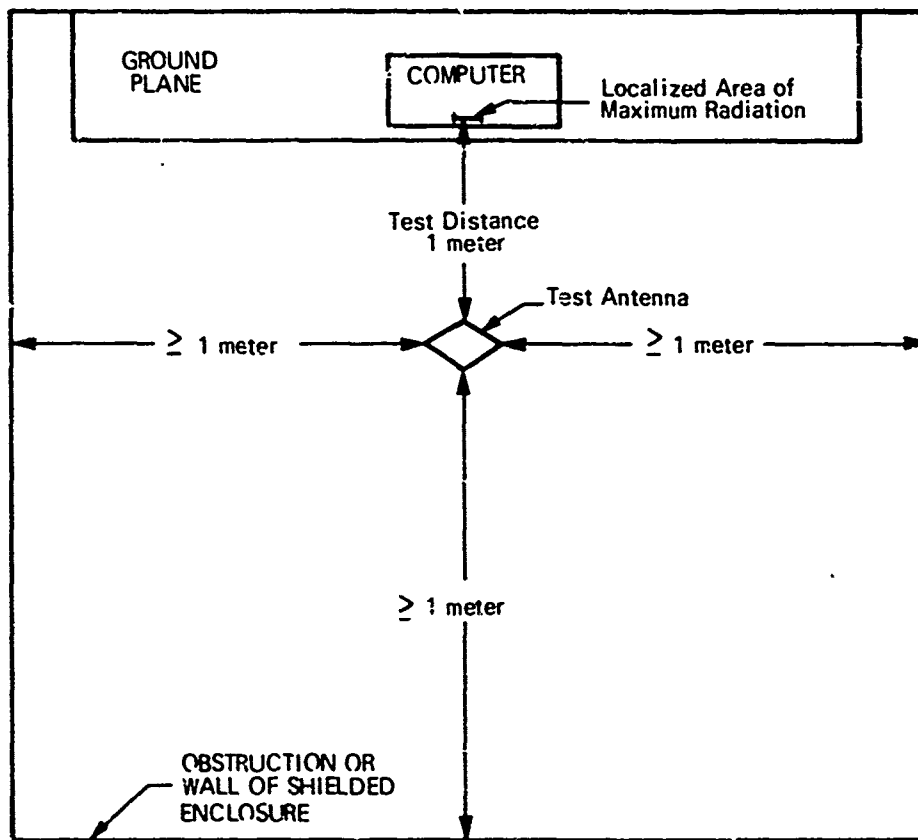 GROUND
PLANE
COMPUTER
Localized Area of
Maximum Radiation
Test Distance
1 meter
Test Antenna
≥ 1 meter
≥ 1 meter
≥ 1 meter
OBSTRUCTION OR
WALL OF SHIELDED
ENCLOSURE